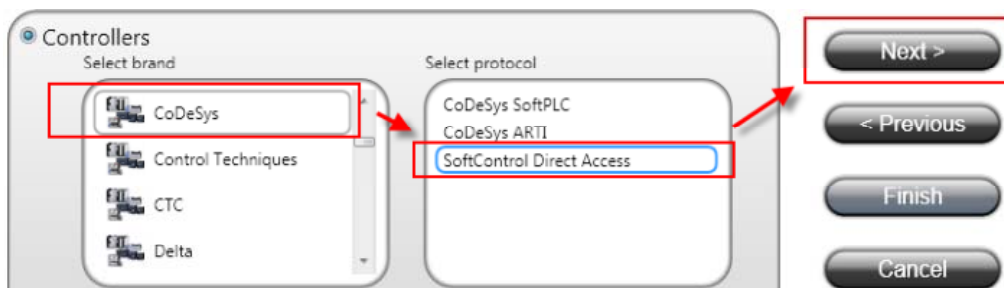 Controllers
Select brand
CoDeSys
Control Techniques
CTC
Delta
Select protocol
CoDeSys SoftPLC
CoDeSys ARTI
SoftControl Direct Access
Next >
< Previous
Finish
Cancel